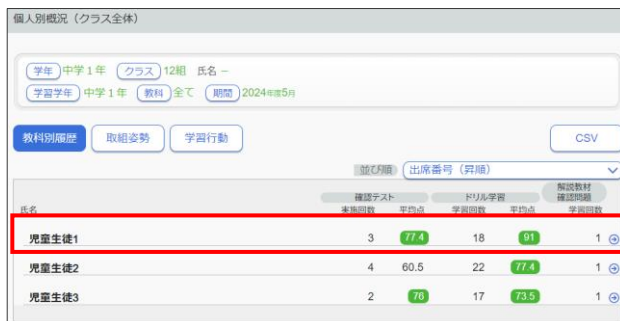 個人別概況（クラス全体）
学年 中学１年 クラス 12組 氏名 −
学習学年 中学１年 教科 全て 期間 2024年度5月
教科別履歴 取組姿勢 学習行動 CSV
並び順 出席番号（昇順）
確認テスト ドリル学習 解説教材 確認問題
氏名 実施回数 平均点 学習回数 平均点 学習回数
児童生徒1 3 77.4 18 91 1
児童生徒2 4 60.5 22 77.4 1
児童生徒3 2 76 17 73.5 1